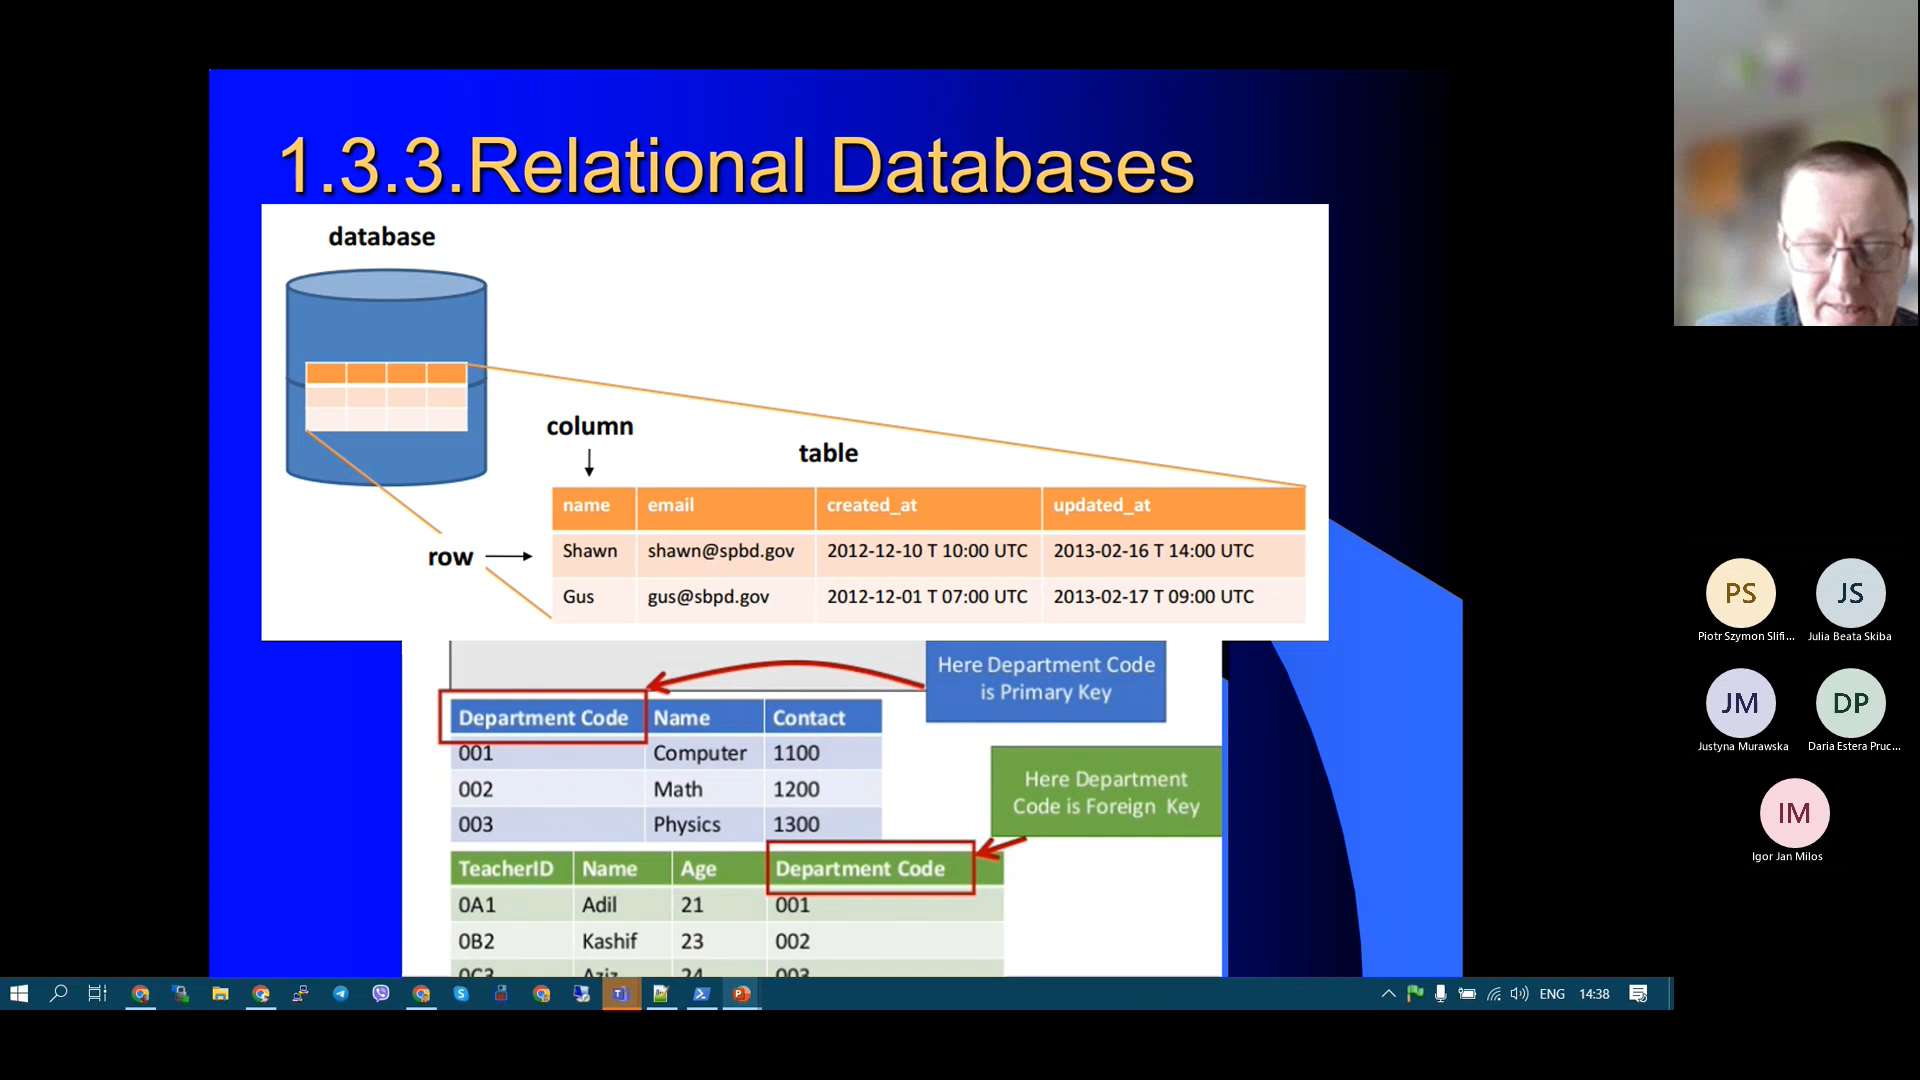 1.3.3.Relational Databases
database
column
table
name email created_at updated_at
row
Shawn shawn@spbd.gov 2012-12-10 T 10:00 UTC 2013-02-16 T 14:00 UTC
Gus gus@sbpd.gov 2012-12-01 T 07:00 UTC 2013-02-17 T 09:00 UTC
Here Department Code
is Primary Key
Department Code Name Contact
001 Computer 1100
002 Math 1200
003 Physics 1300
Here Department
Code is Foreign Key
TeacherID Name Age Department Code
0A1 Adil 21 001
0B2 Kashif 23 002
0C3 Aziz 24 003
PS
Piotr Szymon Slifi...
JS
Julia Beata Skiba
JM
Justyna Murawska
DP
Daria Estera Pruc...
IM
Igor Jan Milos
ENG 14:38